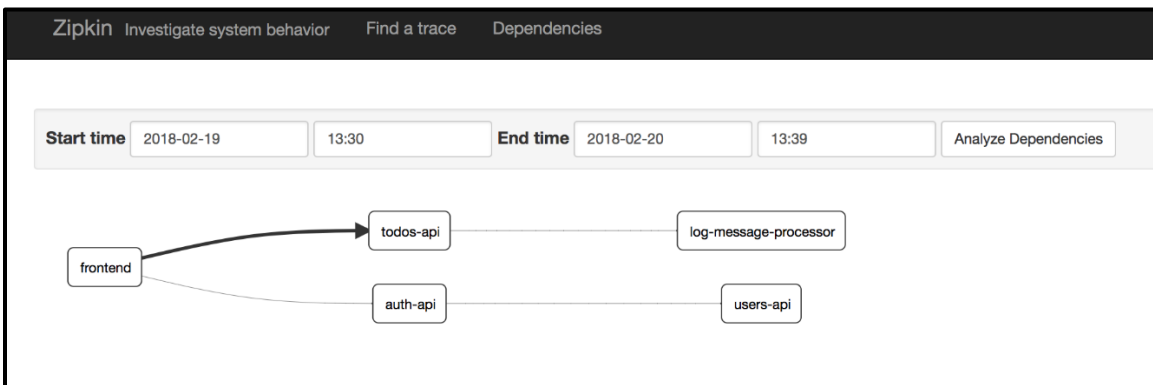 Zipkin Investigate system behavior Find a trace Dependencies
Start time 2018-02-19 13:30 End time 2018-02-20 13:39 Analyze Dependencies
todos-api log-message-processor
frontend
auth-api users-api